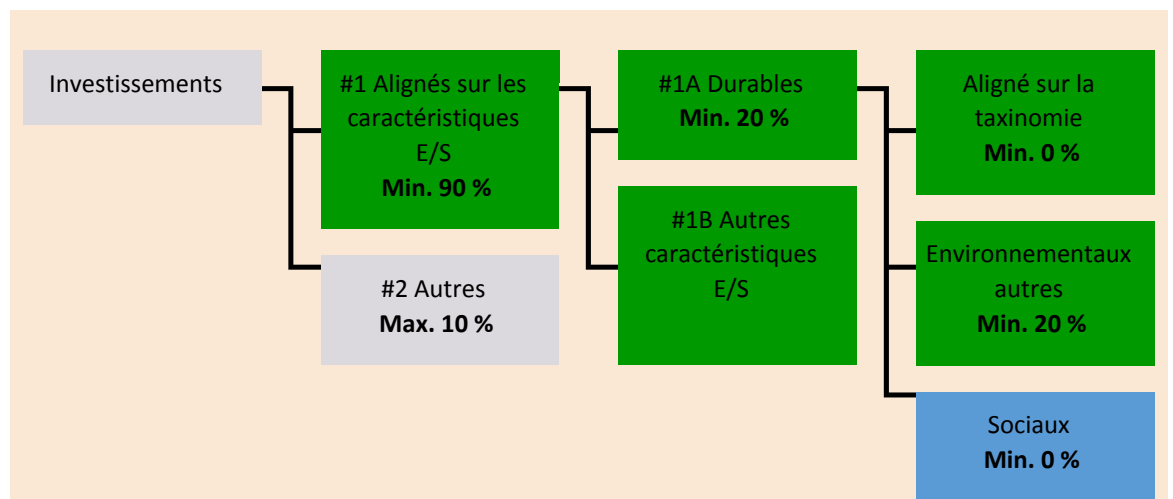 Investissements
#1 Alignés sur les
caractéristiques
E/S
Min. 90 %
#2 Autres
Max. 10 %
#1A Durables
Min. 20 %
#1B Autres
caractéristiques
E/S
Aligné sur la
taxinomie
Min. 0 %
Environnementaux
autres
Min. 20 %
Sociaux
Min. 0 %